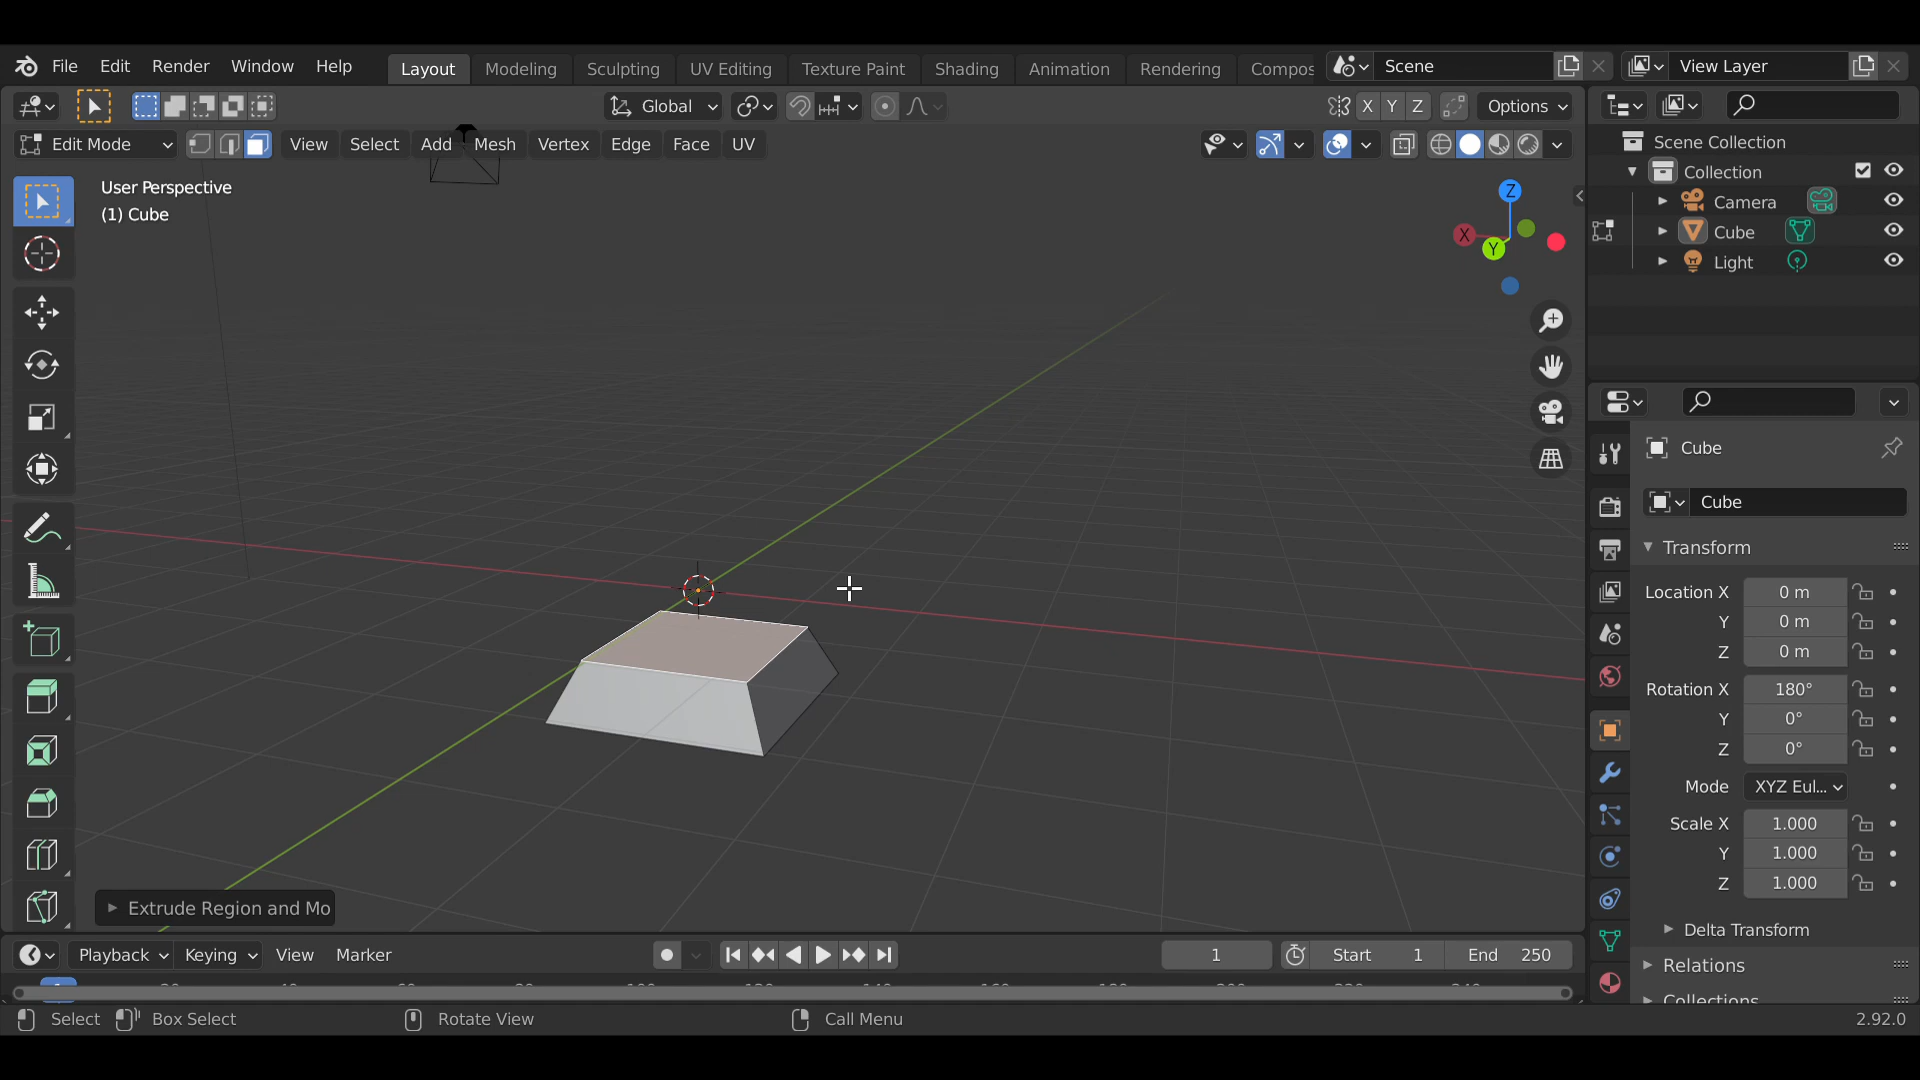 File Edit Render Window Help Layout Modeling Sculpting UV Editing Texture Paint Shading Animation Rendering Compos Scene View Layer
Global X Y Z Options
Edit Mode View Select Add Mesh Vertex Edge Face UV
User Perspective
(1) Cube
Z
X
Y
Scene Collection
Collection
Camera
Cube
Light
Cube
Cube
Transform
Location X 0 m
Y 0 m
Z 0 m
Rotation X 180°
Y 0°
Z 0°
Mode XYZ Eul...
Scale X 1.000
Y 1.000
Z 1.000
Delta Transform
Relations
Collections
Extrude Region and Mo
Playback Keying View Marker 1 Start 1 End 250
Select Box Select Rotate View Call Menu 2.92.0